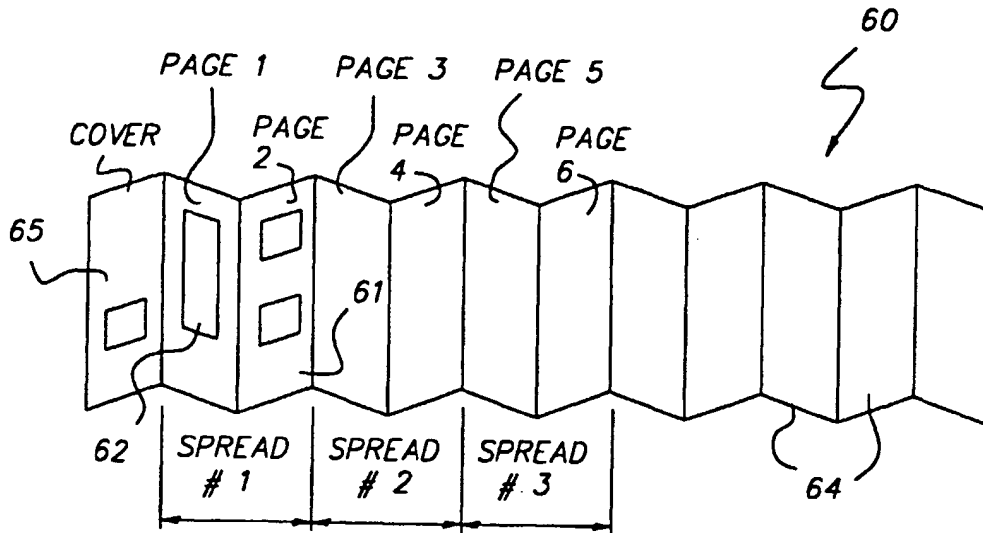 60
PAGE 1
PAGE 3
PAGE 5
COVER
PAGE
2
PAGE
4
PAGE
6
65
61
62
SPREAD
# 1
SPREAD
# 2
SPREAD
# 3
64